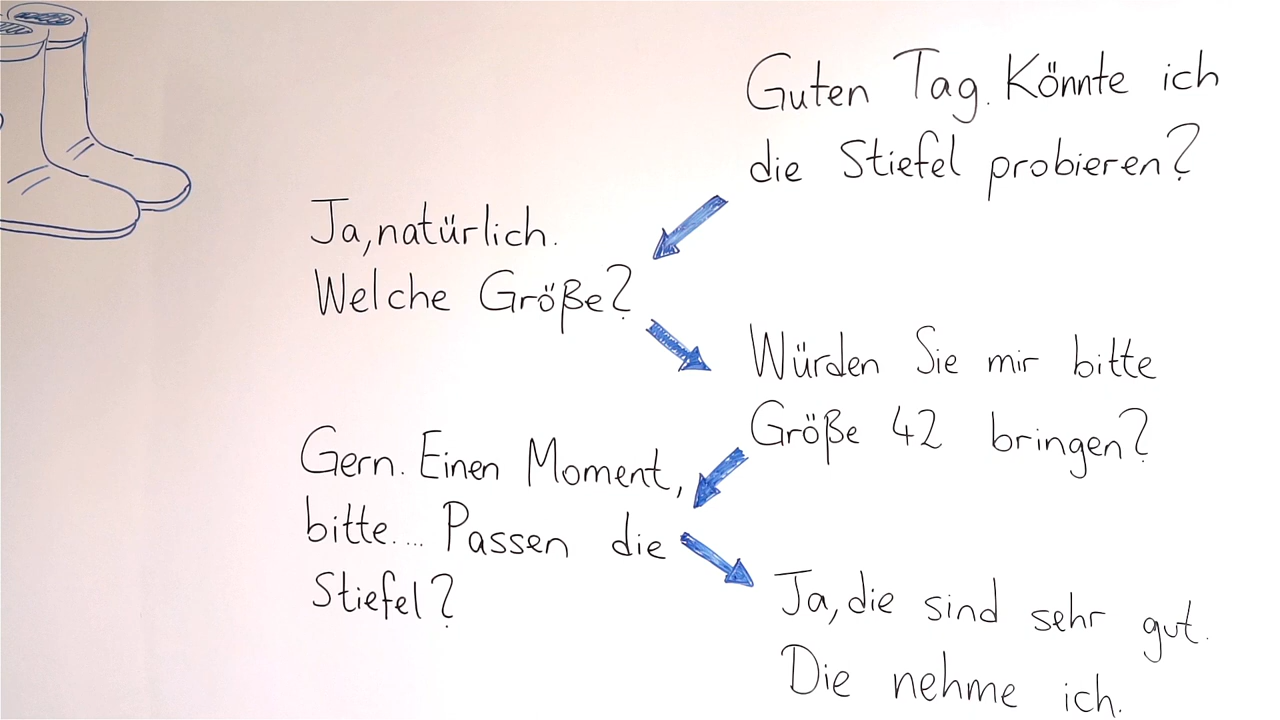 Guten Tag. Könnte ich
die Stiefel probieren?
Ja, natürlich.
Welche Größe?
Würden Sie mir bitte
Größe 42 bringen?
Gern. Einen Moment,
bitte.... Passen die
Stiefel?
Ja, die sind sehr gut.
Die nehme ich.